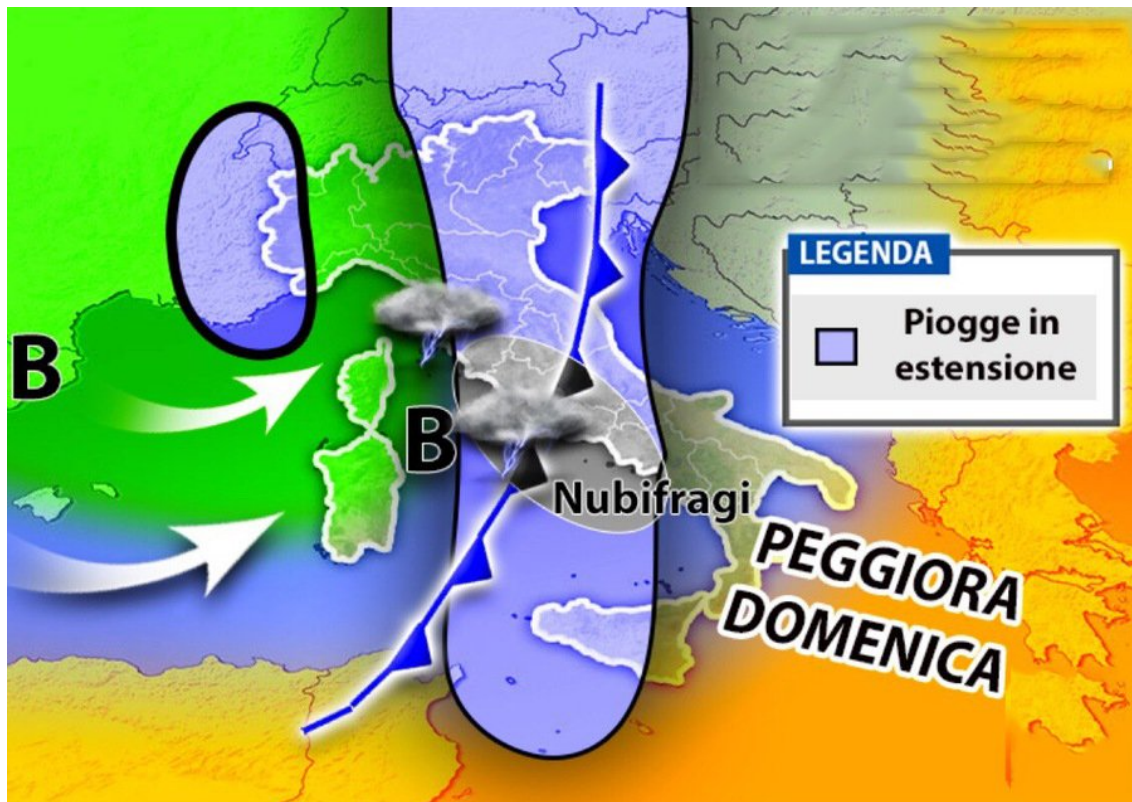 LEGENDA
Piogge in
estensione
B
B
Nubifragi
PEGGIORA
DOMENICA